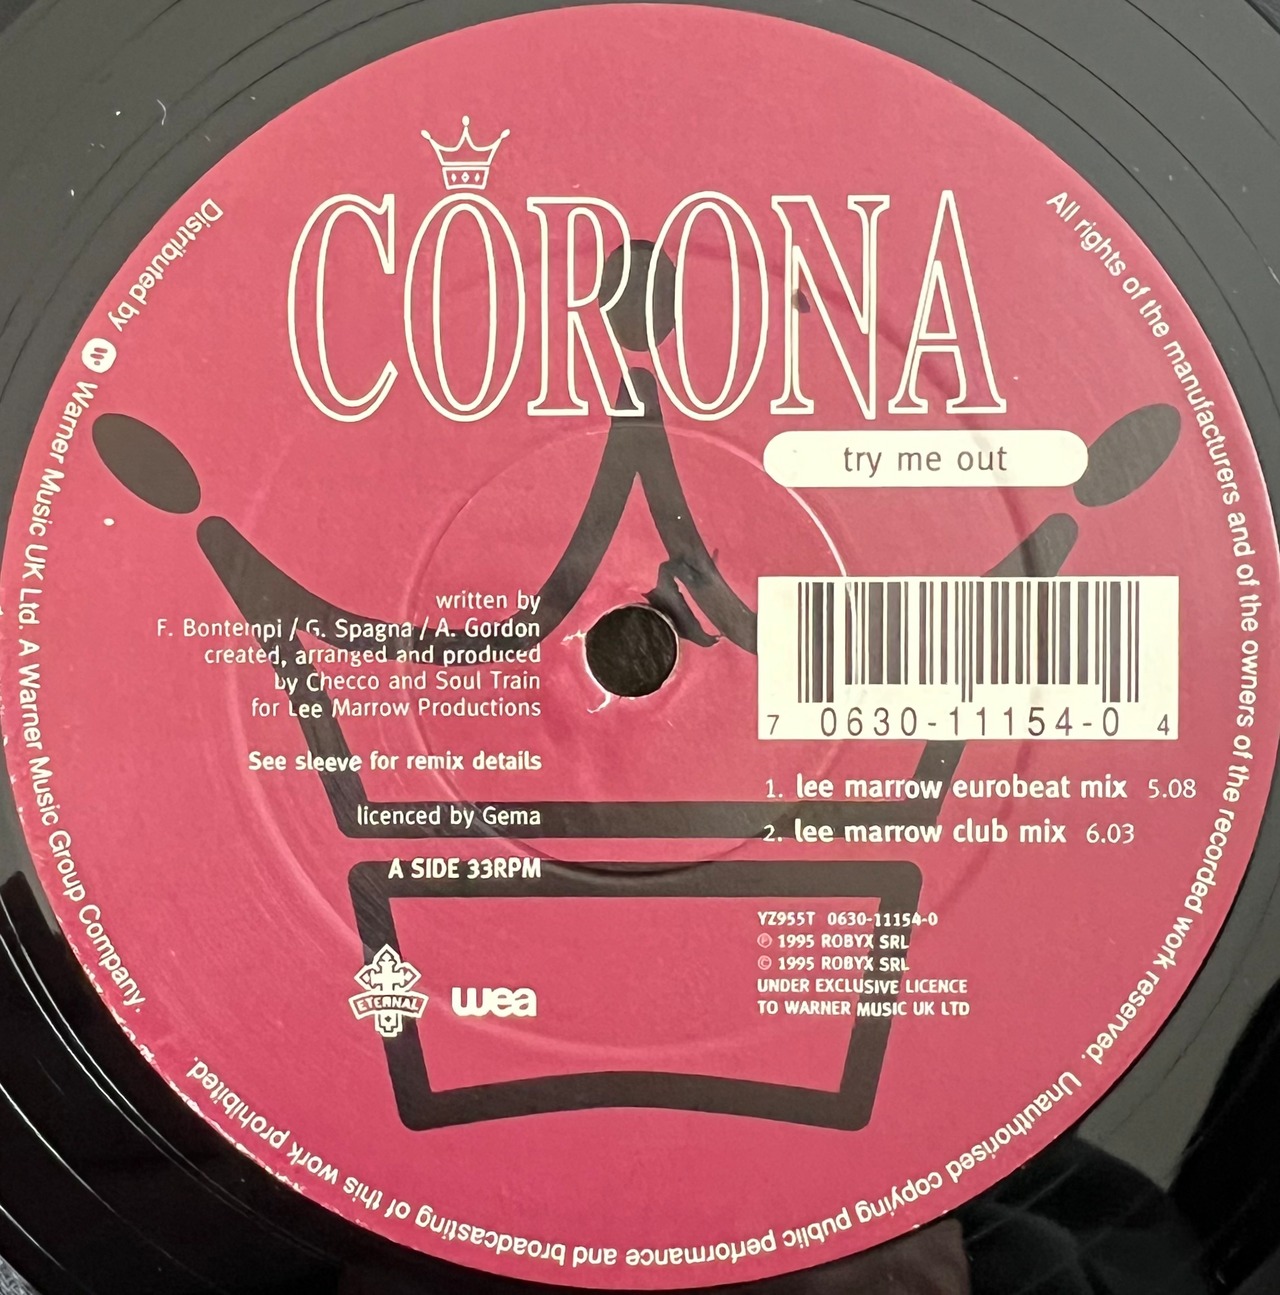 CORONA
try me out
written by
F. Bontempi / G. Spagna / A. Gordon
created, arranged and produced
by Checco and Soul Train
for Lee Marrow Productions
See sleeve for remix details
licenced by Gema
A SIDE 33RPM
ETERNAL
wea
7 0630-11154-0 4
1. lee marrow eurobeat mix 5.08
2. lee marrow club mix 6.03
YZ955T 0630-11154-0
℗ 1995 ROBYX SRL
© 1995 ROBYX SRL
UNDER EXCLUSIVE LICENCE
TO WARNER MUSIC UK LTD
Distributed by Warner Music UK Ltd. A Warner Music Group Company.
All rights of the manufacturers and of the owners of the recorded work reserved. Unauthorised copying public performance and broadcasting of this work prohibited.